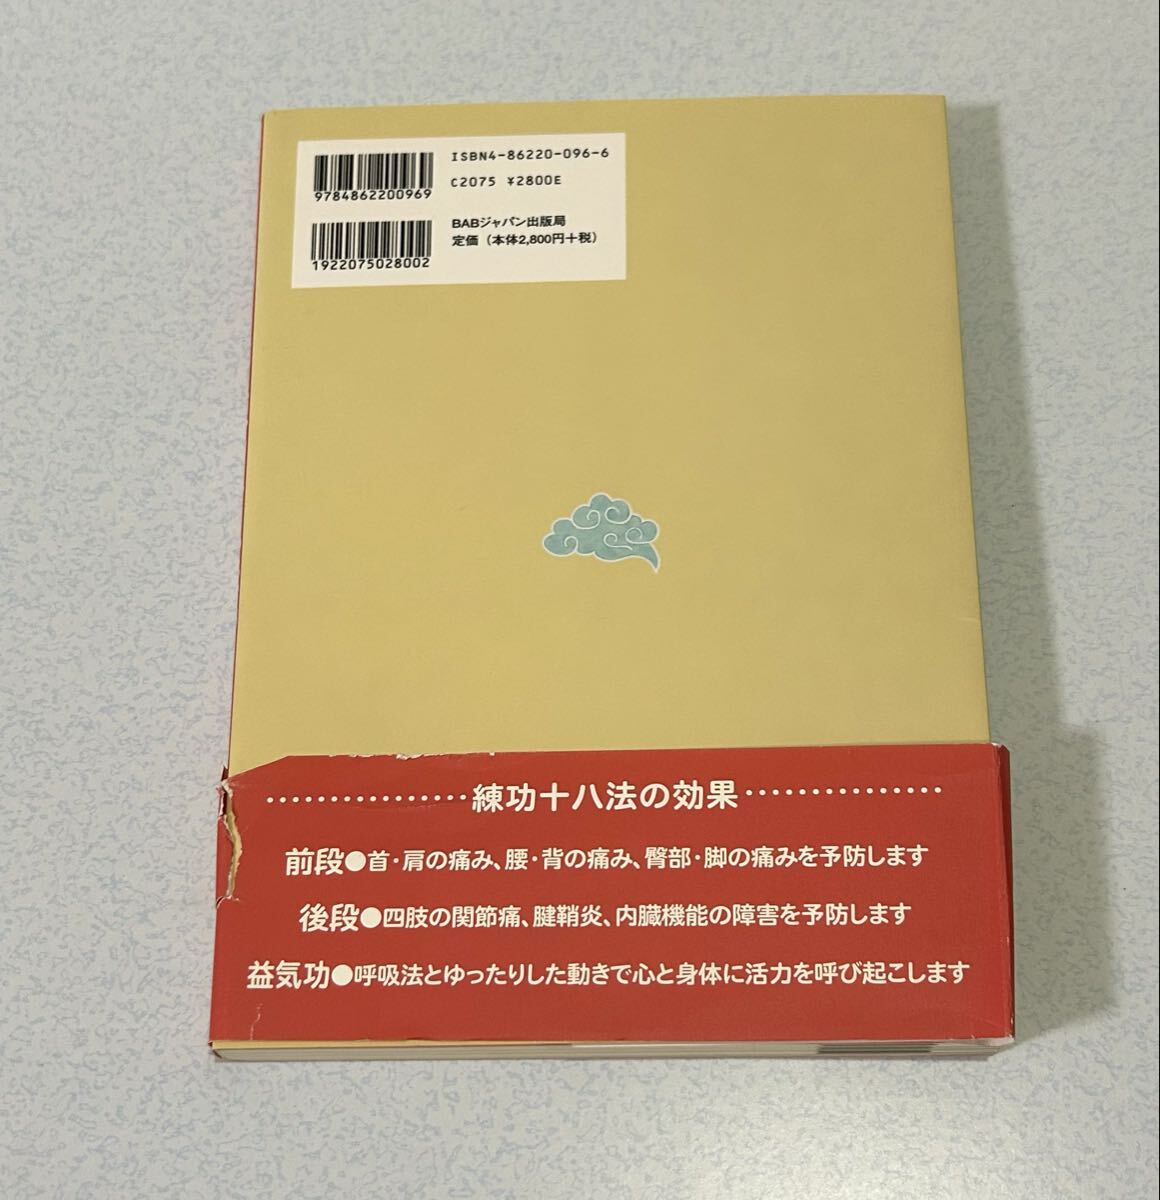 9784862200969
ISBN4-86220-096-6
C2075 ¥2800E
1922075028002
BABジャパン出版局
定価（本体2,800円＋税）
················練功十八法の効果···············
前段●首・肩の痛み、腰・背の痛み、臀部・脚の痛みを予防します
後段●四肢の関節痛、腱鞘炎、内臓機能の障害を予防します
益気功●呼吸法とゆったりした動きで心と身体に活力を呼び起こします